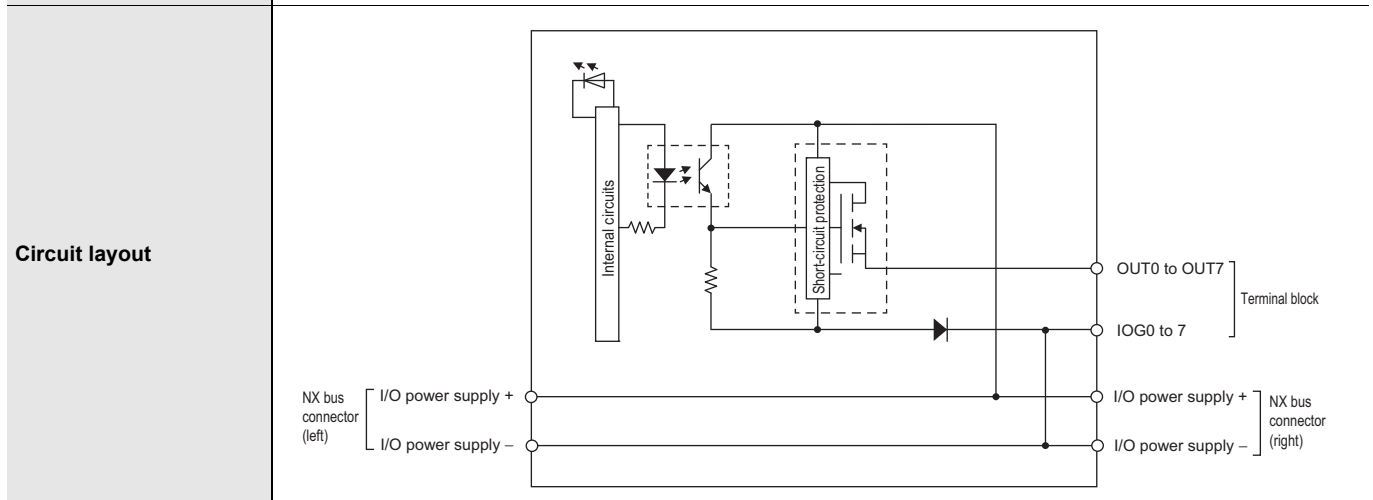 Circuit layout
Internal circuits
Short-circuit protection
OUT0 to OUT7
Terminal block
IOG0 to 7
NX bus
connector
(left)
I/O power supply +
I/O power supply –
I/O power supply +
I/O power supply –
NX bus
connector
(right)